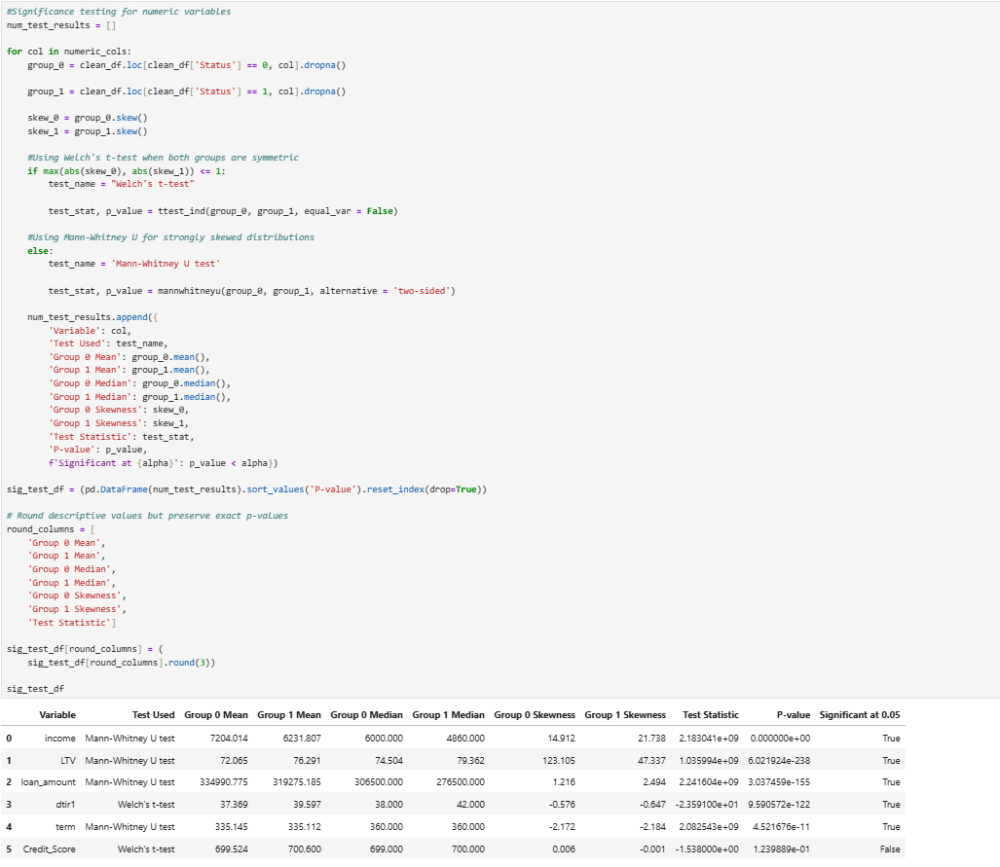 #Significance testing for numeric variables
num_test_results = []
for col in numeric_cols:
    group_0 = clean_df.loc[clean_df['Status'] == 0, col].dropna()
    group_1 = clean_df.loc[clean_df['Status'] == 1, col].dropna()
    skew_0 = group_0.skew()
    skew_1 = group_1.skew()
    #Using Welch's t-test when both groups are symmetric
    if max(abs(skew_0), abs(skew_1)) <= 1:
        test_name = "Welch's t-test"
        test_stat, p_value = ttest_ind(group_0, group_1, equal_var = False)
    #Using Mann-Whitney U for strongly skewed distributions
    else:
        test_name = 'Mann-Whitney U test'
        test_stat, p_value = mannwhitneyu(group_0, group_1, alternative = 'two-sided')
    num_test_results.append({
        'Variable': col,
        'Test Used': test_name,
        'Group 0 Mean': group_0.mean(),
        'Group 1 Mean': group_1.mean(),
        'Group 0 Median': group_0.median(),
        'Group 1 Median': group_1.median(),
        'Group 0 Skewness': skew_0,
        'Group 1 Skewness': skew_1,
        'Test Statistic': test_stat,
        'P-value': p_value,
        f'Significant at {alpha}': p_value < alpha})
sig_test_df = (pd.DataFrame(num_test_results).sort_values('P-value').reset_index(drop=True))
# Round descriptive values but preserve exact p-values
round_columns = [
    'Group 0 Mean',
    'Group 1 Mean',
    'Group 0 Median',
    'Group 1 Median',
    'Group 0 Skewness',
    'Group 1 Skewness',
    'Test Statistic']
sig_test_df[round_columns] = (
    sig_test_df[round_columns].round(3))
sig_test_df
Variable Test Used Group 0 Mean Group 1 Mean Group 0 Median Group 1 Median Group 0 Skewness Group 1 Skewness Test Statistic P-value Significant at 0.05
0 income Mann-Whitney U test 7204.014 6231.807 6000.000 4860.000 14.912 21.738 2.183041e+09 0.000000e+00 True
1 LTV Mann-Whitney U test 72.065 76.291 74.504 79.362 123.105 47.337 1.035994e+09 6.021924e-238 True
2 loan_amount Mann-Whitney U test 334990.775 319275.185 306500.000 276500.000 1.216 2.494 2.241604e+09 3.037459e-155 True
3 dtir1 Welch's t-test 37.369 39.597 38.000 42.000 -0.576 -0.647 -2.359100e+01 9.590572e-122 True
4 term Mann-Whitney U test 335.145 335.112 360.000 360.000 -2.172 -2.184 2.082543e+09 4.521676e-11 True
5 Credit_Score Welch's t-test 699.524 700.600 699.000 700.000 0.006 -0.001 -1.538000e+00 1.239889e-01 False